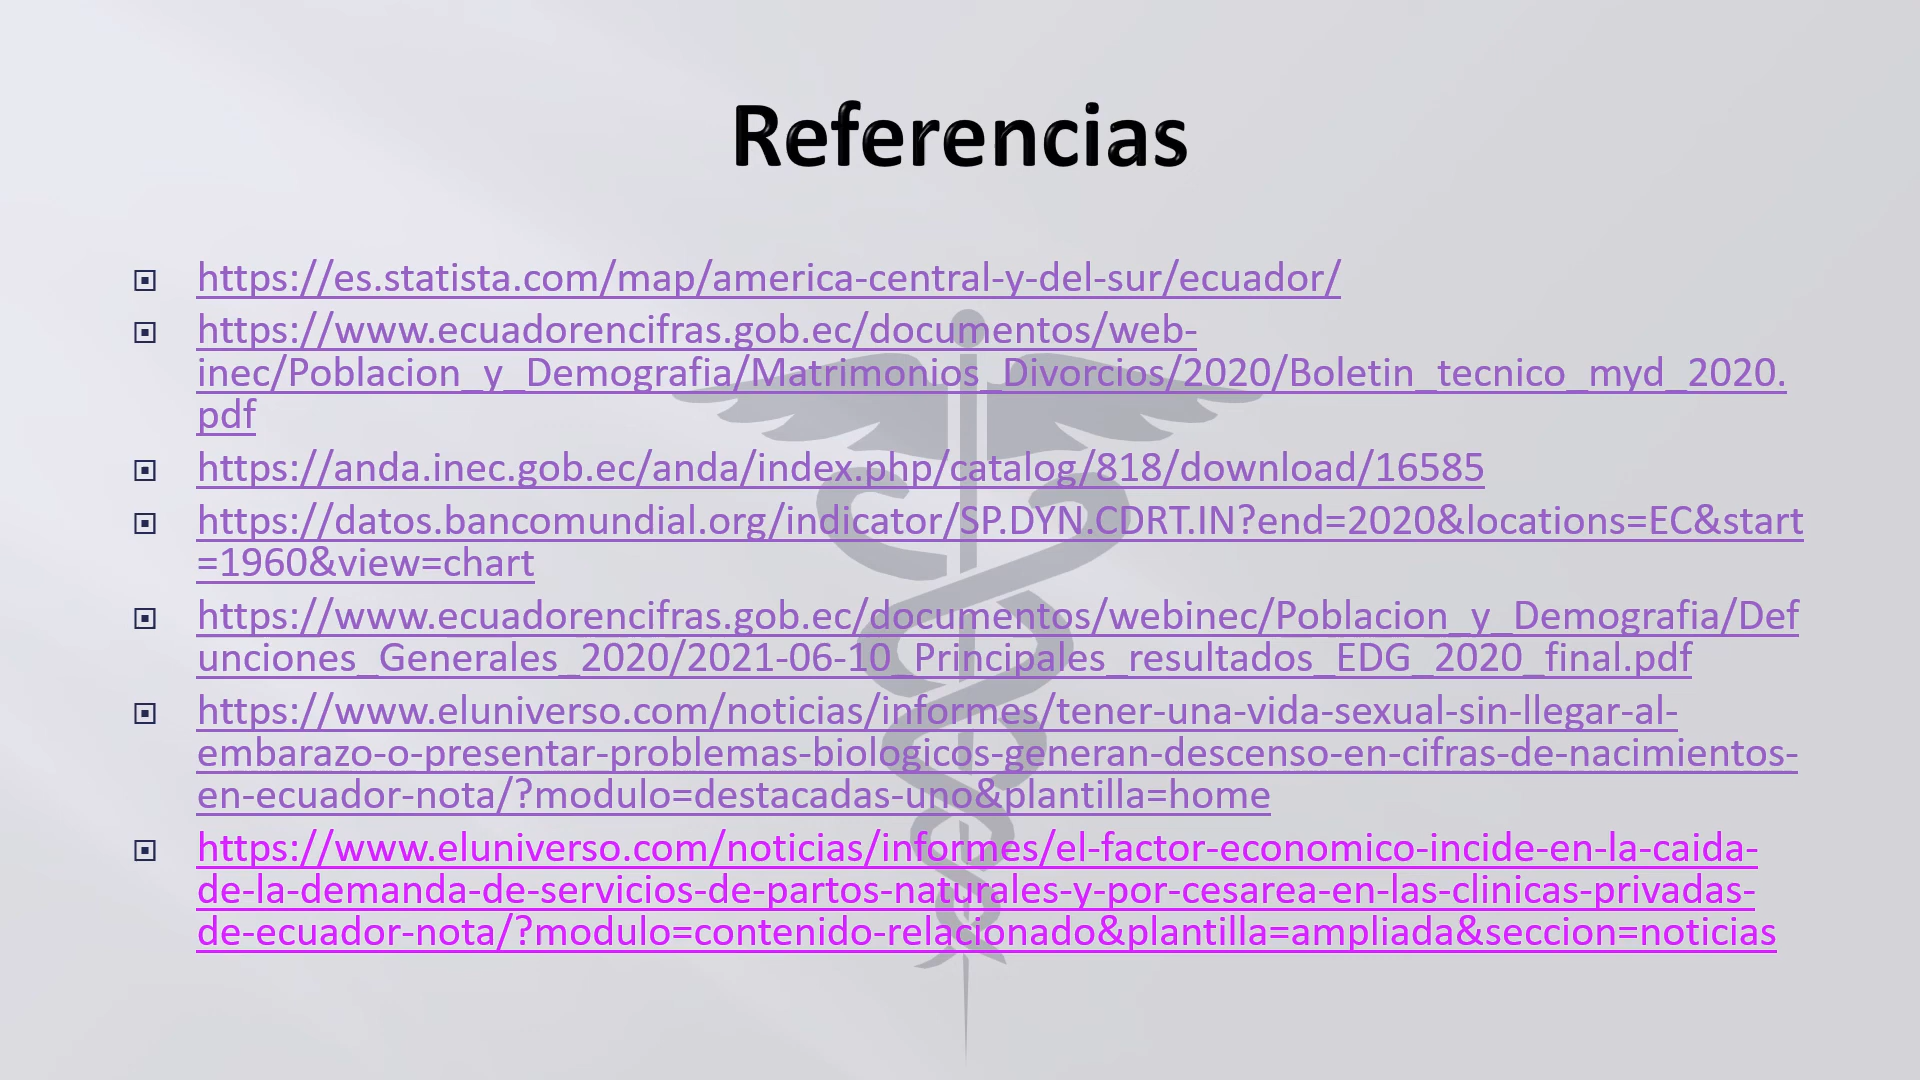 Referencias
https://es.statista.com/map/america-central-y-del-sur/ecuador/
https://www.ecuadorencifras.gob.ec/documentos/web-
inec/Poblacion_y_Demografia/Matrimonios_Divorcios/2020/Boletin_tecnico_myd_2020.
pdf
https://anda.inec.gob.ec/anda/index.php/catalog/818/download/16585
https://datos.bancomundial.org/indicator/SP.DYN.CDRT.IN?end=2020&locations=EC&start
=1960&view=chart
https://www.ecuadorencifras.gob.ec/documentos/webinec/Poblacion_y_Demografia/Def
unciones_Generales_2020/2021-06-10_Principales_resultados_EDG_2020_final.pdf
https://www.eluniverso.com/noticias/informes/tener-una-vida-sexual-sin-llegar-al-
embarazo-o-presentar-problemas-biologicos-generan-descenso-en-cifras-de-nacimientos-
en-ecuador-nota/?modulo=destacadas-uno&plantilla=home
https://www.eluniverso.com/noticias/informes/el-factor-economico-incide-en-la-caida-
de-la-demanda-de-servicios-de-partos-naturales-y-por-cesarea-en-las-clinicas-privadas-
de-ecuador-nota/?modulo=contenido-relacionado&plantilla=ampliada&seccion=noticias